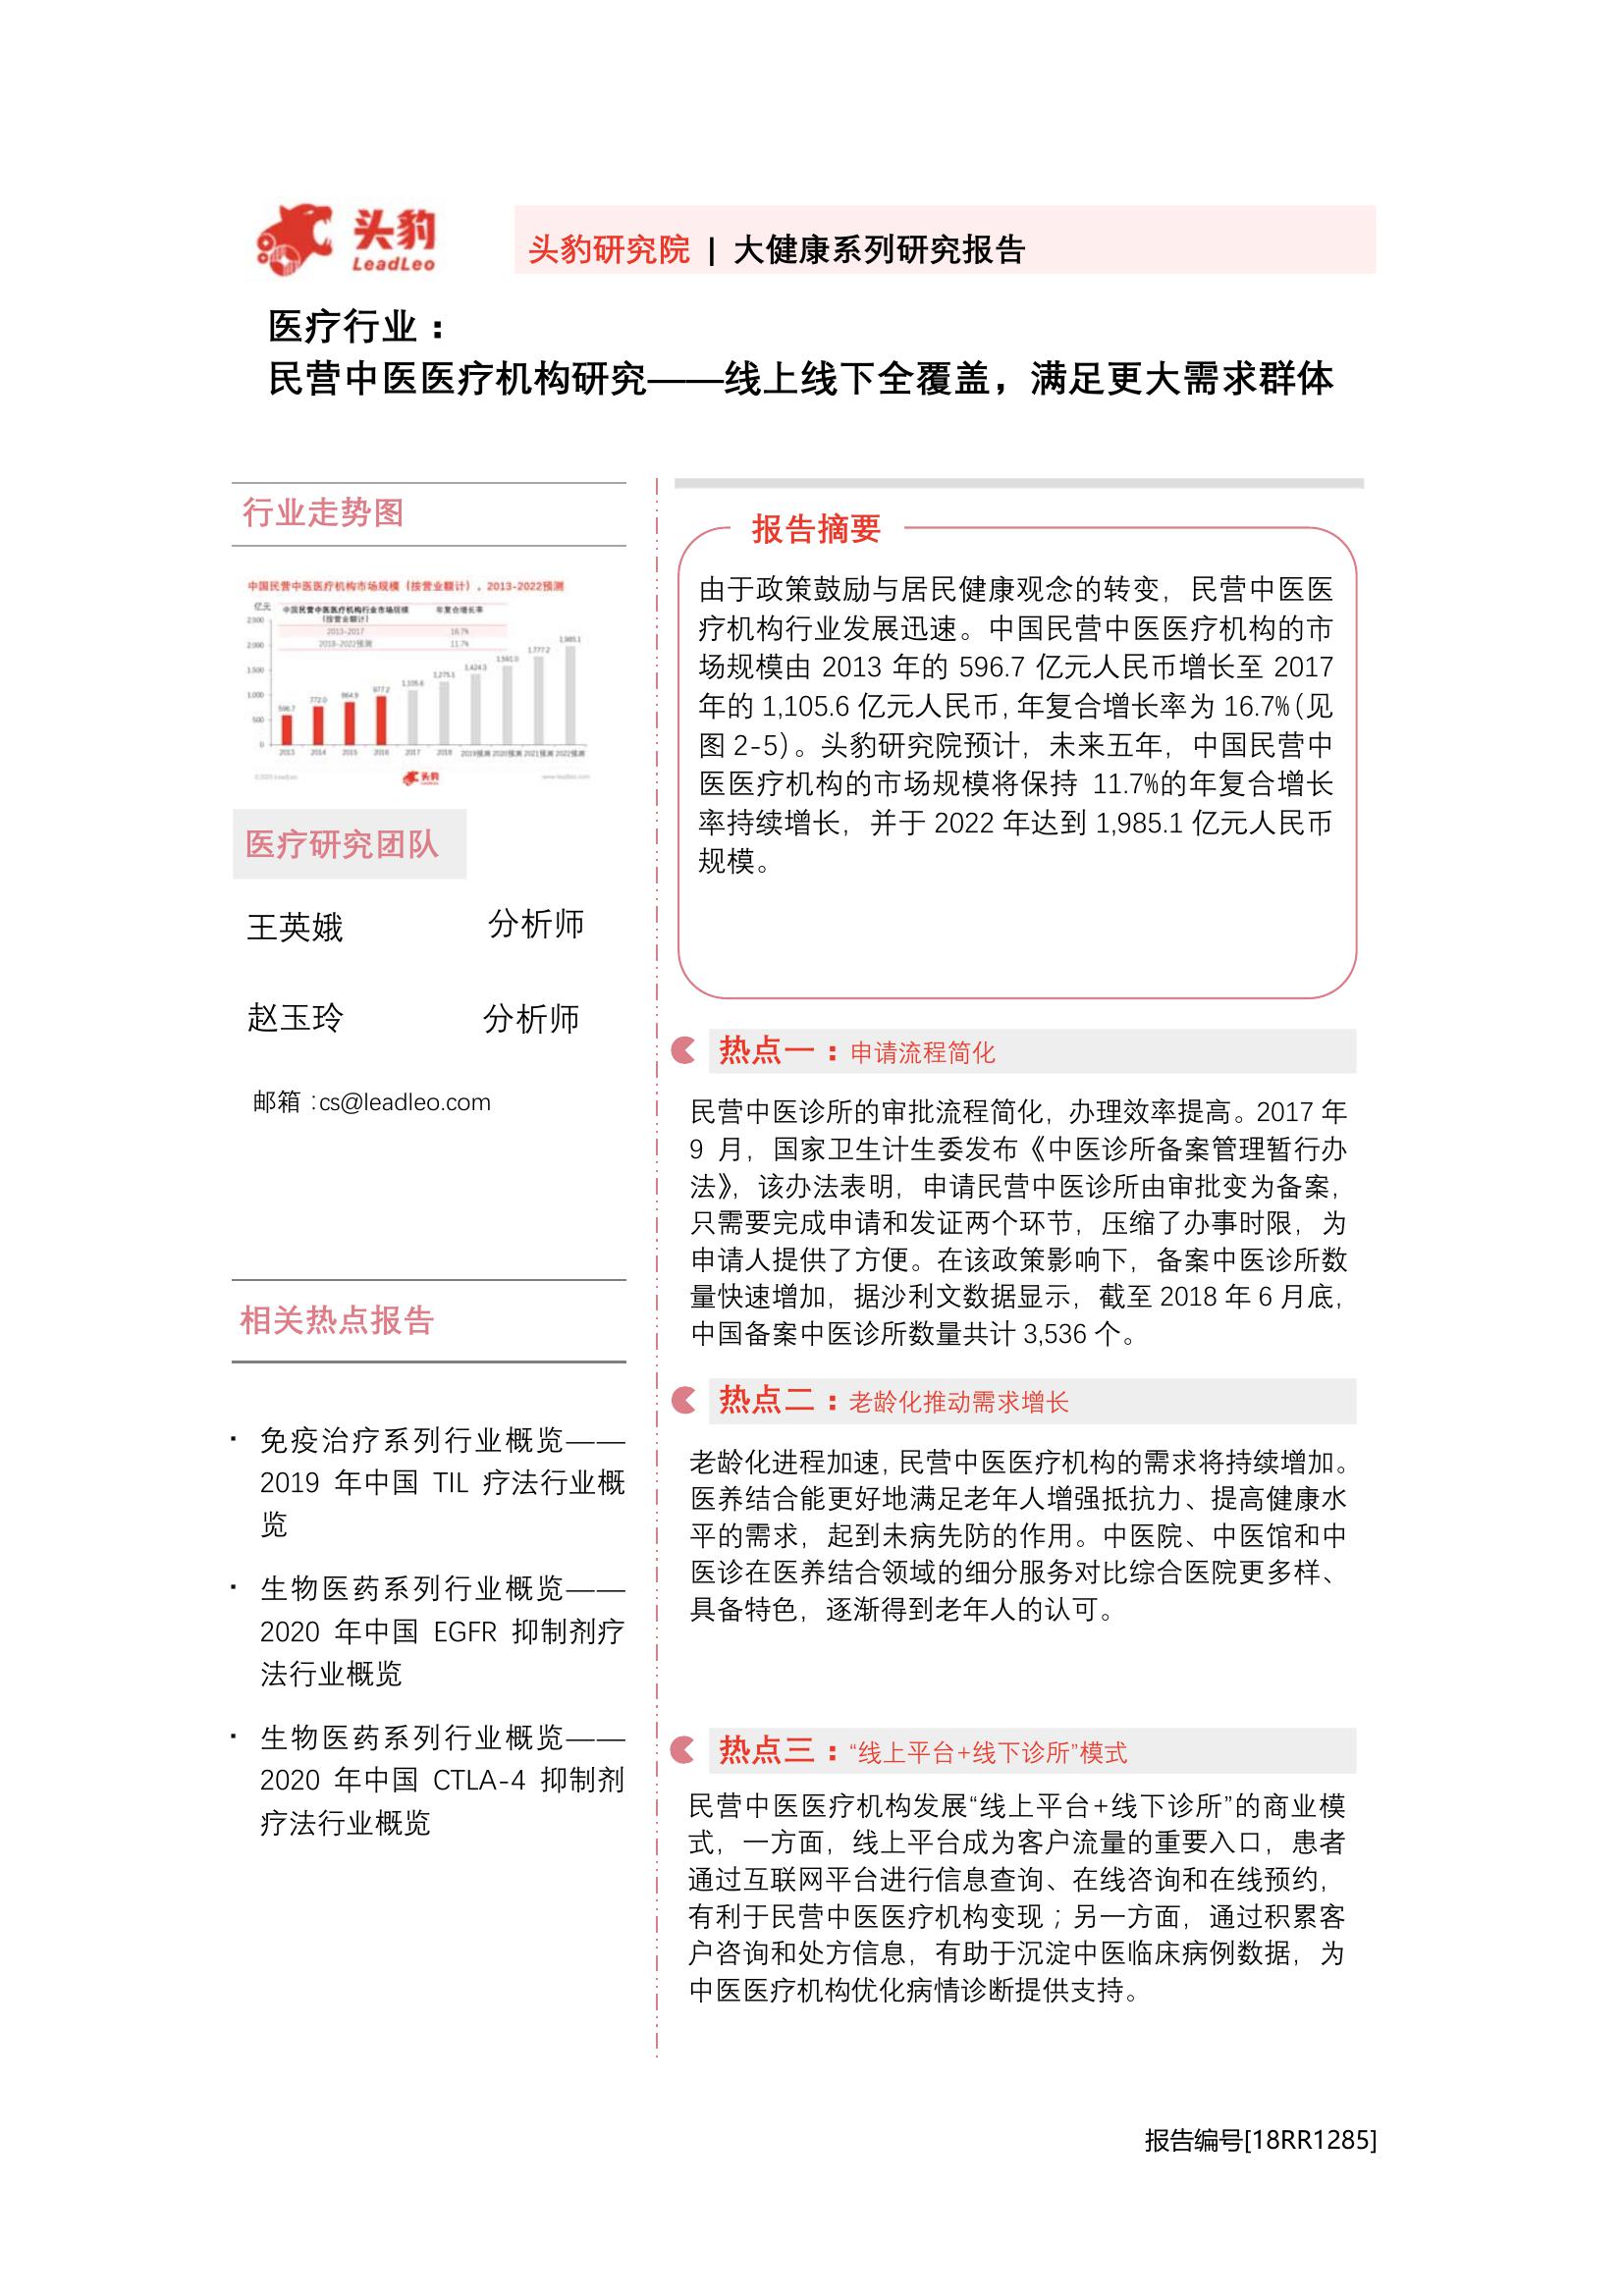 头豹
LeadLeo
头豹研究院 | 大健康系列研究报告
医疗行业：
民营中医医疗机构研究——线上线下全覆盖，满足更大需求群体
行业走势图
中国民营中医医疗机构市场规模（按营业额计），2013-2022预测
亿元
中国民营中医医疗机构行业市场规模 年复合增长率
（按营业额计）
2013-2017 16.7%
2018-2022预测 11.7%
2,500
2,000
1,500
1,000
500
0
596.7 772.0 864.9 977.2 1,105.6 1,275.1 1,424.3 1,591.0 1,777.2 1,985.1
2013 2014 2015 2016 2017 2018 2019预测 2020预测 2021预测 2022预测
头豹
LeadLeo
www.leadleo.com
医疗研究团队
王英娥 分析师
赵玉玲 分析师
邮箱：cs@leadleo.com
相关热点报告
· 免疫治疗系列行业概览——
2019 年中国 TIL 疗法行业概
览
· 生物医药系列行业概览——
2020 年中国 EGFR 抑制剂疗
法行业概览
· 生物医药系列行业概览——
2020 年中国 CTLA-4 抑制剂
疗法行业概览
报告摘要
由于政策鼓励与居民健康观念的转变，民营中医医
疗机构行业发展迅速。中国民营中医医疗机构的市
场规模由 2013 年的 596.7 亿元人民币增长至 2017
年的 1,105.6 亿元人民币，年复合增长率为 16.7%（见
图 2-5）。头豹研究院预计，未来五年，中国民营中
医医疗机构的市场规模将保持 11.7%的年复合增长
率持续增长，并于 2022 年达到 1,985.1 亿元人民币
规模。
热点一：申请流程简化
民营中医诊所的审批流程简化，办理效率提高。2017 年
9 月，国家卫生计生委发布《中医诊所备案管理暂行办
法》，该办法表明，申请民营中医诊所由审批变为备案，
只需要完成申请和发证两个环节，压缩了办事时限，为
申请人提供了方便。在该政策影响下，备案中医诊所数
量快速增加，据沙利文数据显示，截至 2018 年 6 月底，
中国备案中医诊所数量共计 3,536 个。
热点二：老龄化推动需求增长
老龄化进程加速，民营中医医疗机构的需求将持续增加。
医养结合能更好地满足老年人增强抵抗力、提高健康水
平的需求，起到未病先防的作用。中医院、中医馆和中
医诊在医养结合领域的细分服务对比综合医院更多样、
具备特色，逐渐得到老年人的认可。
热点三：“线上平台+线下诊所”模式
民营中医医疗机构发展“线上平台+线下诊所”的商业模
式，一方面，线上平台成为客户流量的重要入口，患者
通过互联网平台进行信息查询、在线咨询和在线预约，
有利于民营中医医疗机构变现；另一方面，通过积累客
户咨询和处方信息，有助于沉淀中医临床病例数据，为
中医医疗机构优化病情诊断提供支持。
报告编号[18RR1285]